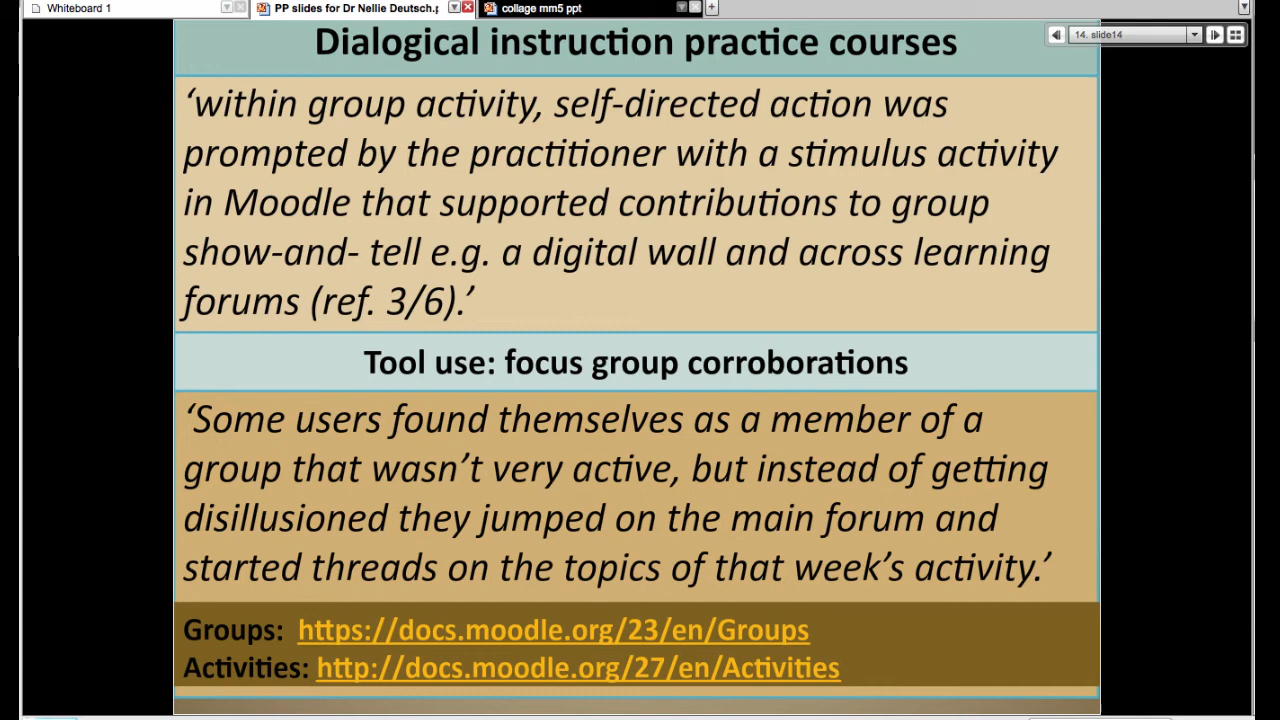 Whiteboard 1
PP slides for Dr Nellie Deutsch.p
collage mm5 ppt
14. slide14
Dialogical instruction practice courses
‘within group activity, self-directed action was
prompted by the practitioner with a stimulus activity
in Moodle that supported contributions to group
show-and- tell e.g. a digital wall and across learning
forums (ref. 3/6).’
Tool use: focus group corroborations
‘Some users found themselves as a member of a
group that wasn’t very active, but instead of getting
disillusioned they jumped on the main forum and
started threads on the topics of that week’s activity.’
Groups: https://docs.moodle.org/23/en/Groups
Activities: http://docs.moodle.org/27/en/Activities